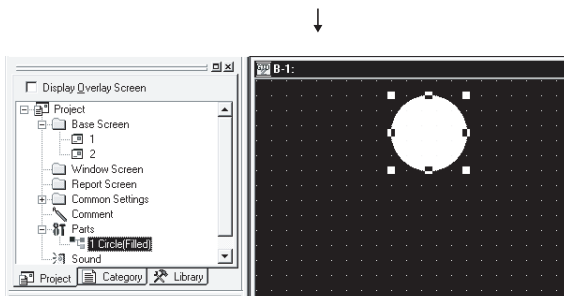 B-1:
Display Overlay Screen
Project
Base Screen
1
2
Window Screen
Report Screen
Common Settings
Comment
Parts
1 Circle(Filled)
Sound
Project Category Library